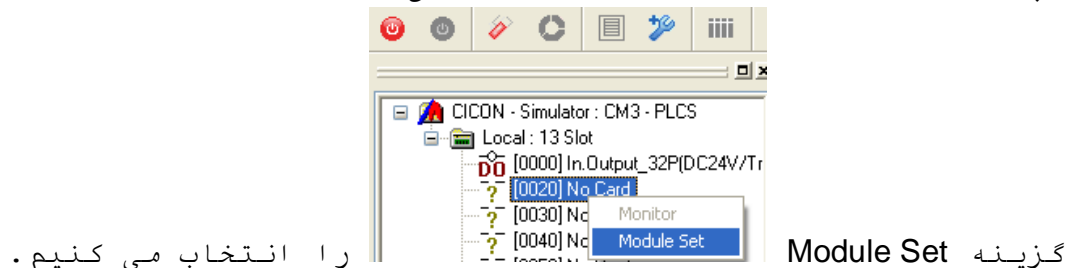 CICON - Simulator : CM3 - PLCS
Local : 13 Slot
[0000] In.Output_32P(DC24V/Tr
[0020] No Card
[0030] No
Monitor
[0040] No
Module Set
گزینه Module Set را انتخاب می کنیم.